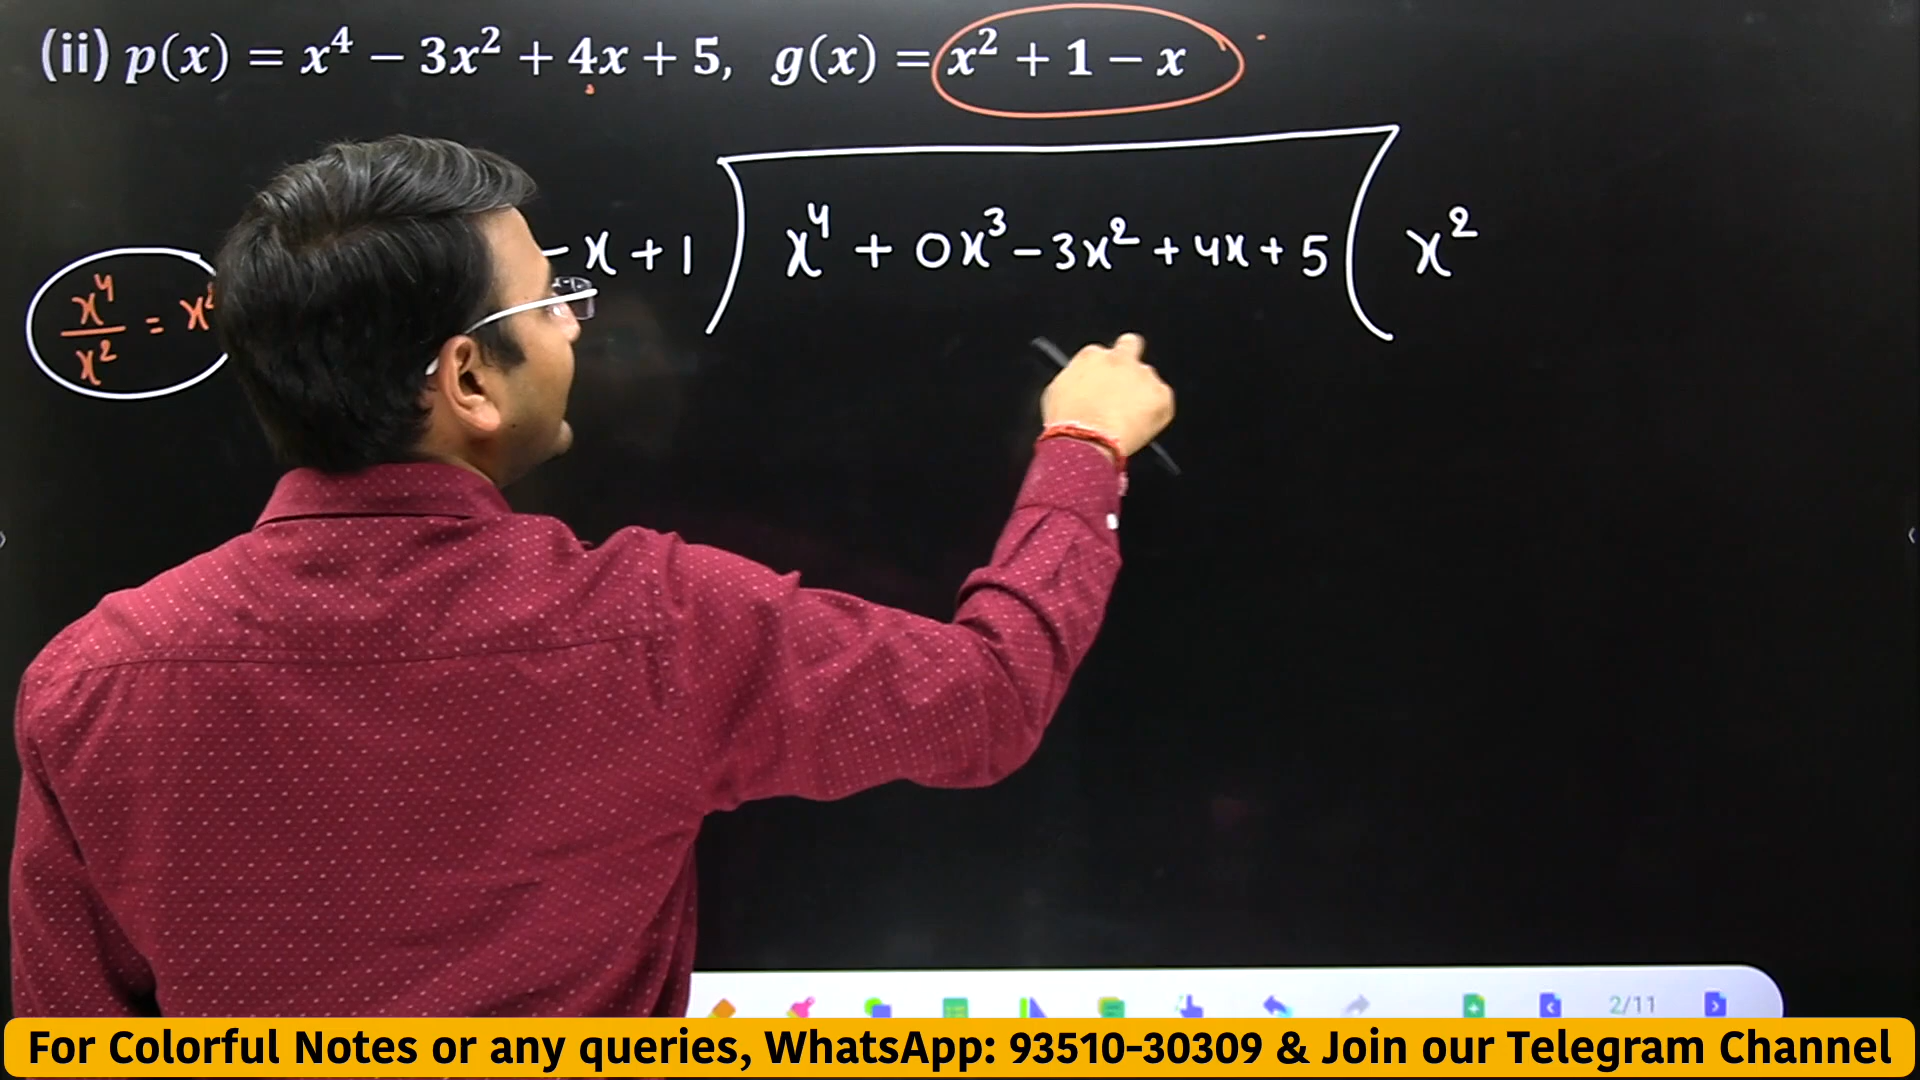 (ii) p(x) = x⁴ − 3x² + 4x + 5, g(x) = x² + 1 − x
− x + 1 ) x⁴ + 0x³ − 3x² + 4x + 5 ( x²
x⁴/x² = x²
2/11
For Colorful Notes or any queries, WhatsApp: 93510-30309 & Join our Telegram Channel